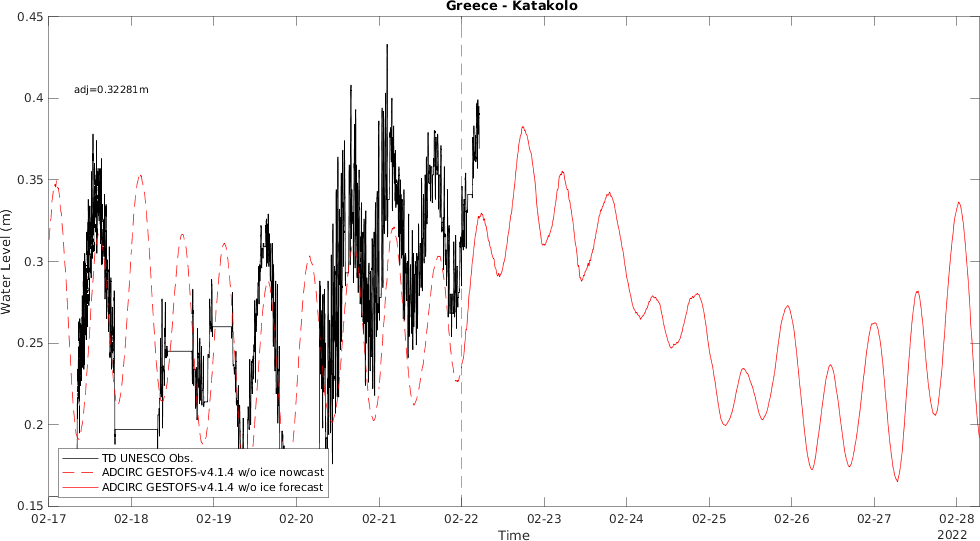 Greece - Katakolo
0.45
0.4
0.35
0.3
0.25
0.2
0.15
Water Level (m)
adj=0.32281m
TD UNESCO Obs.
ADCIRC GESTOFS-v4.1.4 w/o ice nowcast
ADCIRC GESTOFS-v4.1.4 w/o ice forecast
02-17 02-18 02-19 02-20 02-21 02-22 02-23 02-24 02-25 02-26 02-27 02-28
Time 2022